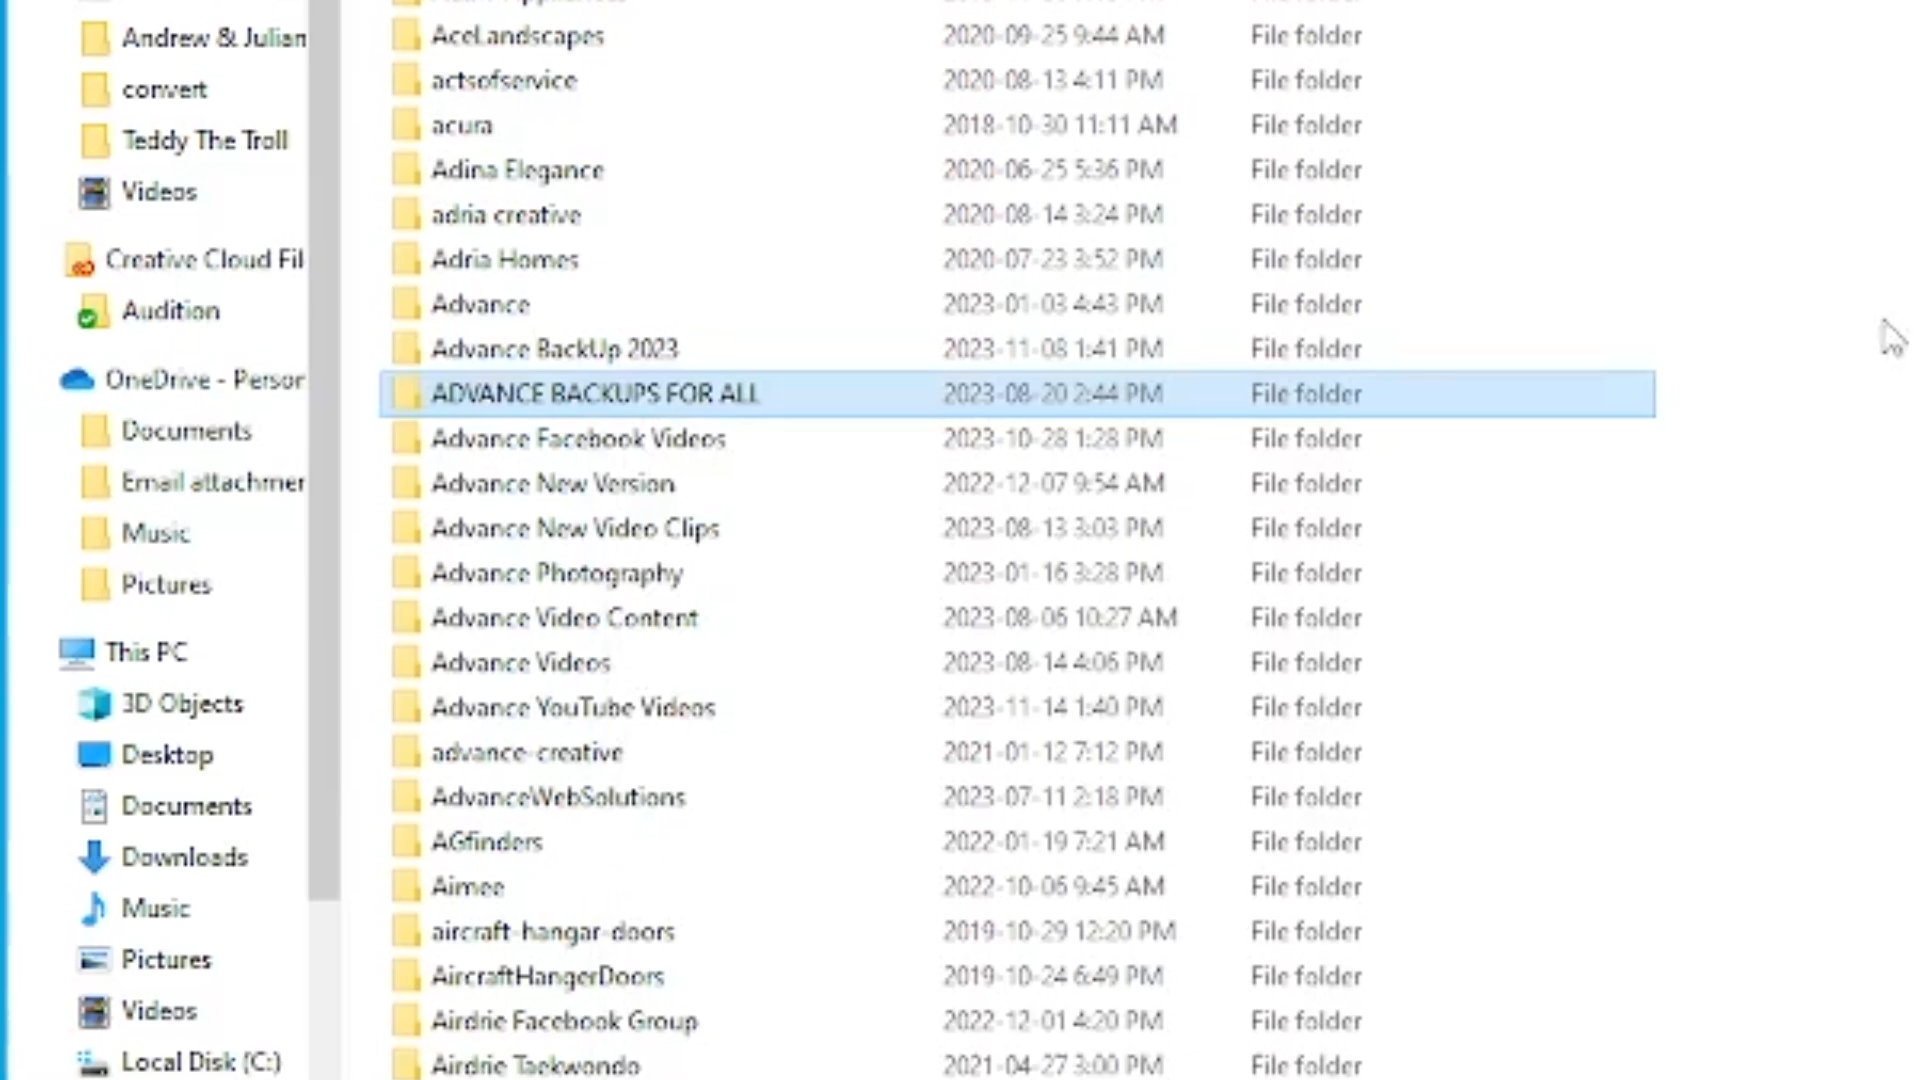 Andrew & Julian
convert
Teddy The Troll
Videos
Creative Cloud Fil
Audition
OneDrive - Person
Documents
Email attachmen
Music
Pictures
This PC
3D Objects
Desktop
Documents
Downloads
Music
Pictures
Videos
Local Disk (C:)
AceLandscapes 2020-09-25 9:44 AM File folder
actsofservice 2020-08-13 4:11 PM File folder
acura 2018-10-30 11:11 AM File folder
Adina Elegance 2020-06-25 5:36 PM File folder
adria creative 2020-08-14 3:24 PM File folder
Adria Homes 2020-07-23 3:52 PM File folder
Advance 2023-01-03 4:43 PM File folder
Advance BackUp 2023 2023-11-08 1:41 PM File folder
ADVANCE BACKUPS FOR ALL 2023-08-20 2:44 PM File folder
Advance Facebook Videos 2023-10-28 1:28 PM File folder
Advance New Version 2022-12-07 9:54 AM File folder
Advance New Video Clips 2023-08-13 3:03 PM File folder
Advance Photography 2023-01-16 3:28 PM File folder
Advance Video Content 2023-08-06 10:27 AM File folder
Advance Videos 2023-08-14 4:06 PM File folder
Advance YouTube Videos 2023-11-14 1:40 PM File folder
advance-creative 2021-01-12 7:12 PM File folder
AdvanceWebSolutions 2023-07-11 2:18 PM File folder
AGfinders 2022-01-19 7:21 AM File folder
Aimee 2022-10-06 9:45 AM File folder
aircraft-hangar-doors 2019-10-29 12:20 PM File folder
AircraftHangerDoors 2019-10-24 6:49 PM File folder
Airdrie Facebook Group 2022-12-01 4:20 PM File folder
Airdrie Taekwondo 2021-04-27 3:00 PM File folder